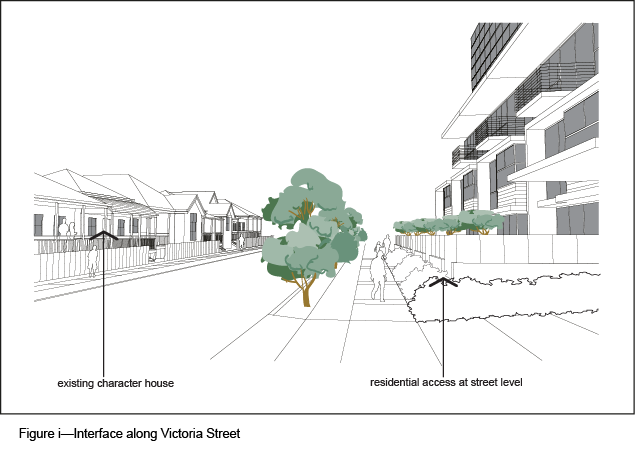 existing character house
residential access at street level
Figure i—Interface along Victoria Street